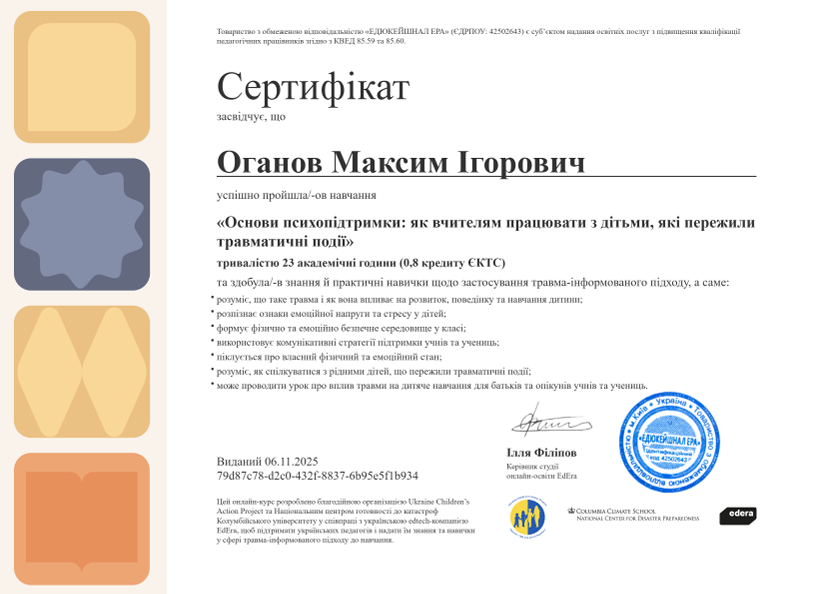 Товариство з обмеженою відповідальністю «ЕДЮКЕЙШНАЛ ЕРА» (ЄДРПОУ: 42502643) є суб’єктом надання освітніх послуг з підвищення кваліфікації
педагогічних працівників згідно з КВЕД 85.59 та 85.60.
Сертифікат
засвідчує, що
Оганов Максим Ігорович
успішно пройшла/-ов навчання
«Основи психопідтримки: як вчителям працювати з дітьми, які пережили
травматичні події»
тривалістю 23 академічні години (0,8 кредиту ЄКТС)
та здобула/-в знання й практичні навички щодо застосування травма-інформованого підходу, а саме:
• розуміє, що таке травма і як вона впливає на розвиток, поведінку та навчання дитини;
• розпізнає ознаки емоційної напруги та стресу у дітей;
• формує фізично та емоційно безпечне середовище у класі;
• використовує комунікативні стратегії підтримки учнів та учениць;
• піклується про власний фізичний та емоційний стан;
• розуміє, як спілкуватися з рідними дітей, що пережили травматичні події;
• може проводити урок про вплив травми на дитяче навчання для батьків та опікунів учнів та учениць.
Ілля Філіпов
Керівник студії
онлайн-освіти EdEra
Україна * м.Київ * Товариство з обмеженою відповідальністю
«ЕДЮКЕЙШНАЛ ЕРА»
Ідентифікаційний
код 42502643
Виданий 06.11.2025
79d87c78-d2c0-432f-8837-6b95e5f1b934
Цей онлайн-курс розроблено благодійною організацією Ukraine Children’s
Action Project та Національним центром готовності до катастроф
Колумбійського університету у співпраці з українською edtech-компанією
EdEra, щоб підтримати українських педагогів і надати їм знання та навички
у сфері травма-інформованого підходу до навчання.
COLUMBIA CLIMATE SCHOOL
NATIONAL CENTER FOR DISASTER PREPAREDNESS
edera